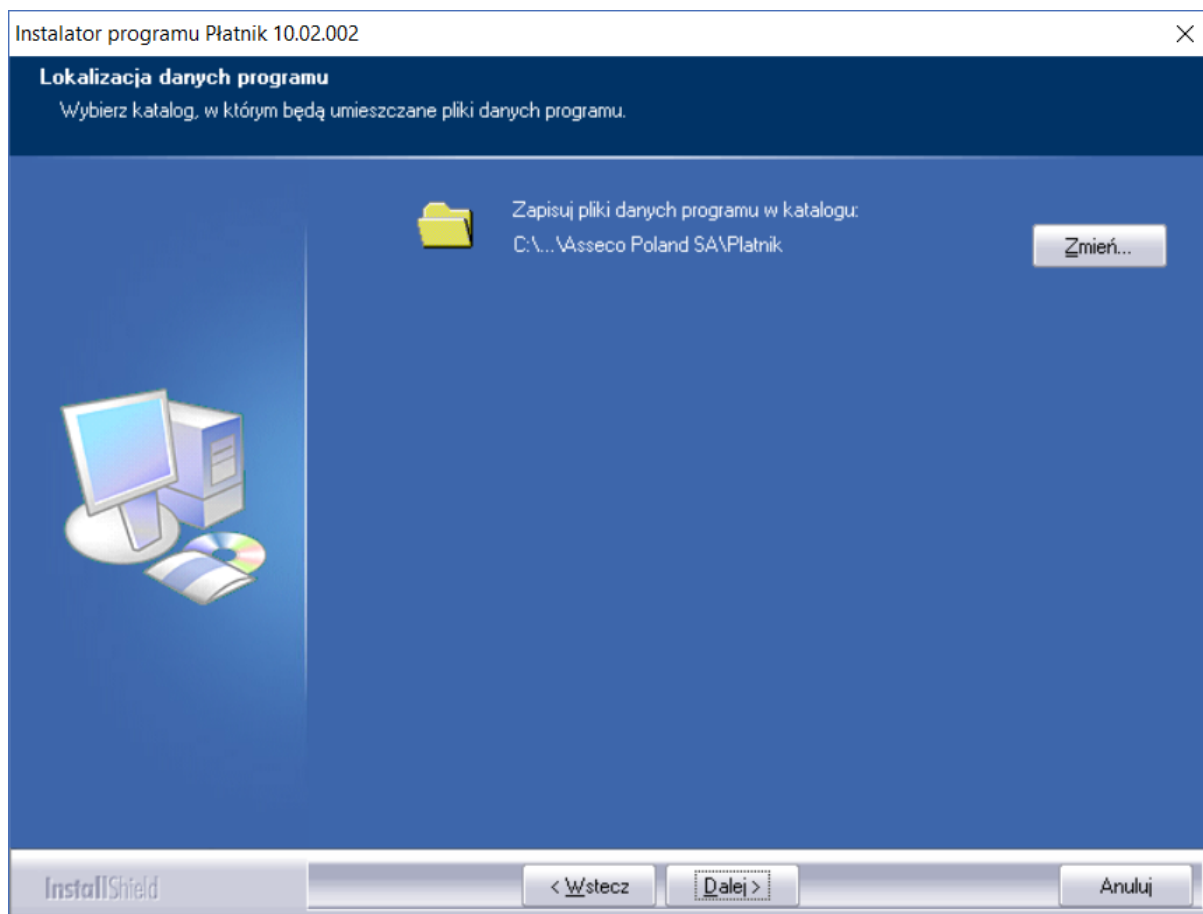 Instalator programu Płatnik 10.02.002
Lokalizacja danych programu
Wybierz katalog, w którym będą umieszczane pliki danych programu.
Zapisuj pliki danych programu w katalogu:
C:\...\Asseco Poland SA\Platnik
Zmień...
InstallShield
< Wstecz
Dalej >
Anuluj